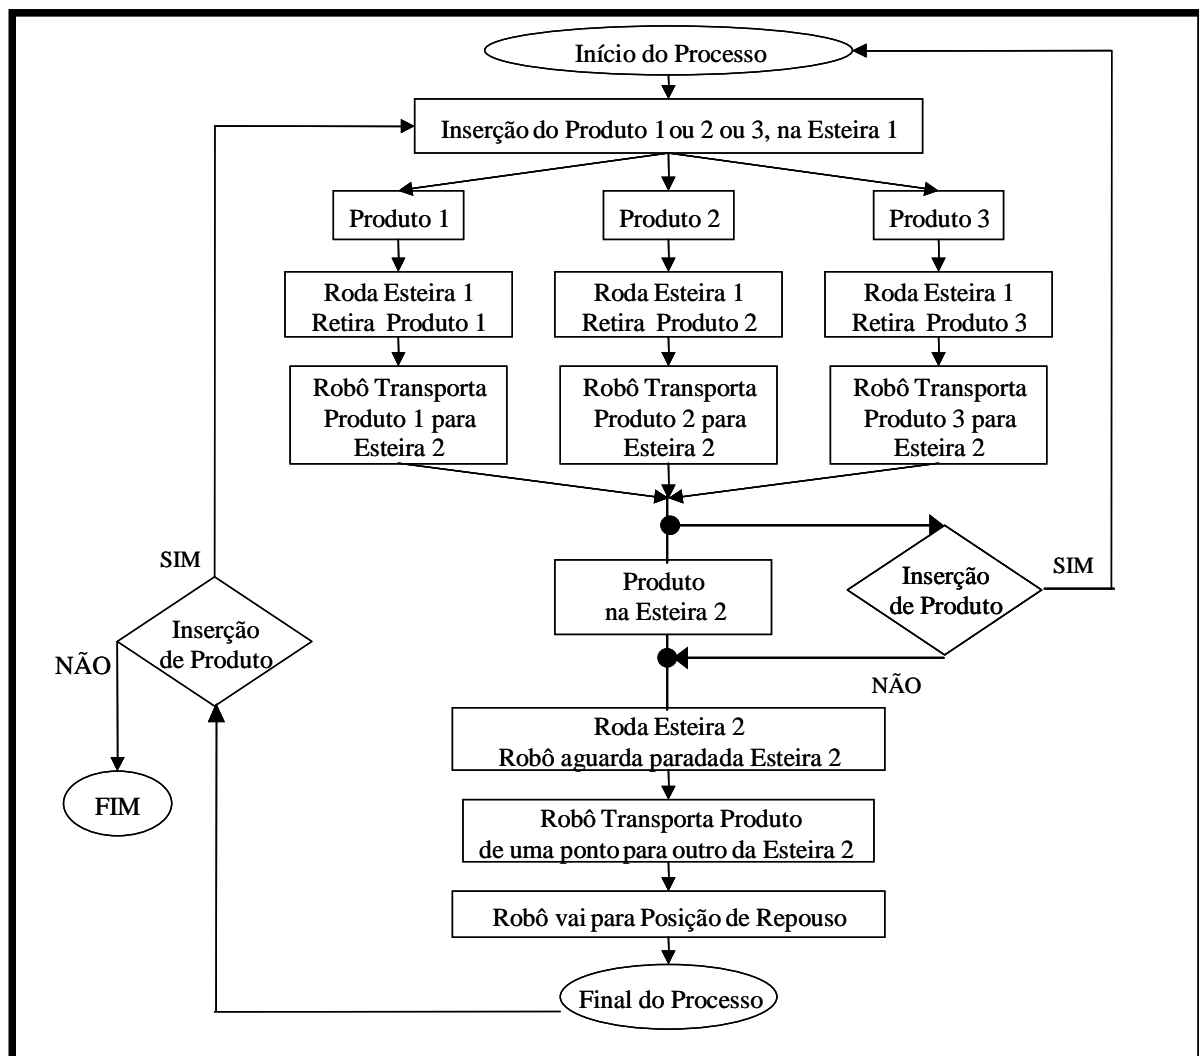 Início do Processo
Inserção do Produto 1 ou 2 ou 3, na Esteira 1
Produto 1
Produto 2
Produto 3
Roda Esteira 1
Retira Produto 1
Roda Esteira 1
Retira Produto 2
Roda Esteira 1
Retira Produto 3
Robô Transporta
Produto 1 para
Esteira 2
Robô Transporta
Produto 2 para
Esteira 2
Robô Transporta
Produto 3 para
Esteira 2
SIM
Inserção
de Produto
NÃO
FIM
Produto
na Esteira 2
Inserção
de Produto
SIM
NÃO
Roda Esteira 2
Robô aguarda paradada Esteira 2
Robô Transporta Produto
de uma ponto para outro da Esteira 2
Robô vai para Posição de Repouso
Final do Processo